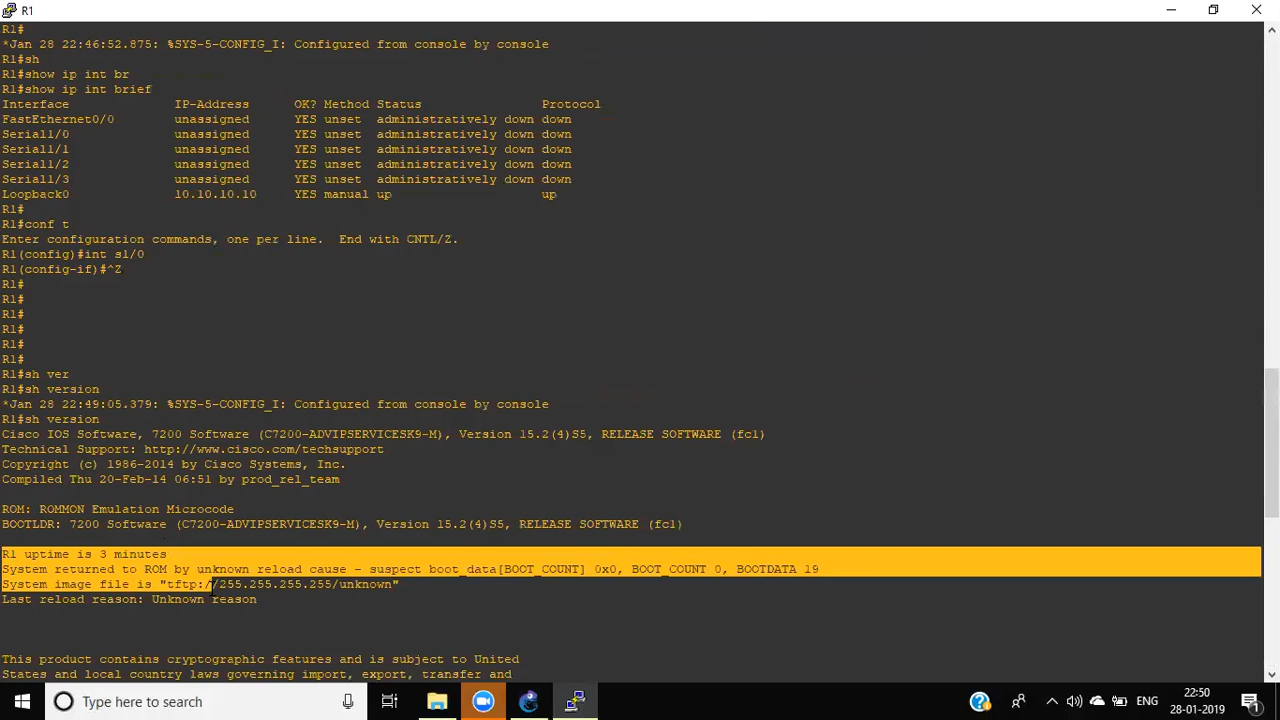 R1
R1#
*Jan 28 22:46:52.875: %SYS-5-CONFIG_I: Configured from console by console
R1#sh
R1#show ip int br
R1#show ip int brief
Interface IP-Address OK? Method Status Protocol
FastEthernet0/0 unassigned YES unset administratively down down
Serial1/0 unassigned YES unset administratively down down
Serial1/1 unassigned YES unset administratively down down
Serial1/2 unassigned YES unset administratively down down
Serial1/3 unassigned YES unset administratively down down
Loopback0 10.10.10.10 YES manual up up
R1#
R1#conf t
Enter configuration commands, one per line. End with CNTL/Z.
R1(config)#int s1/0
R1(config-if)#^Z
R1#
R1#
R1#
R1#
R1#
R1#
R1#sh ver
R1#sh version
*Jan 28 22:49:05.379: %SYS-5-CONFIG_I: Configured from console by console
R1#sh version
Cisco IOS Software, 7200 Software (C7200-ADVIPSERVICESK9-M), Version 15.2(4)S5, RELEASE SOFTWARE (fc1)
Technical Support: http://www.cisco.com/techsupport
Copyright (c) 1986-2014 by Cisco Systems, Inc.
Compiled Thu 20-Feb-14 06:51 by prod_rel_team
ROM: ROMMON Emulation Microcode
BOOTLDR: 7200 Software (C7200-ADVIPSERVICESK9-M), Version 15.2(4)S5, RELEASE SOFTWARE (fc1)
R1 uptime is 3 minutes
System returned to ROM by unknown reload cause - suspect boot_data[BOOT_COUNT] 0x0, BOOT_COUNT 0, BOOTDATA 19
System image file is "tftp://255.255.255.255/unknown"
Last reload reason: Unknown reason
This product contains cryptographic features and is subject to United
States and local country laws governing import, export, transfer and
Type here to search
ENG
22:50
28-01-2019
1